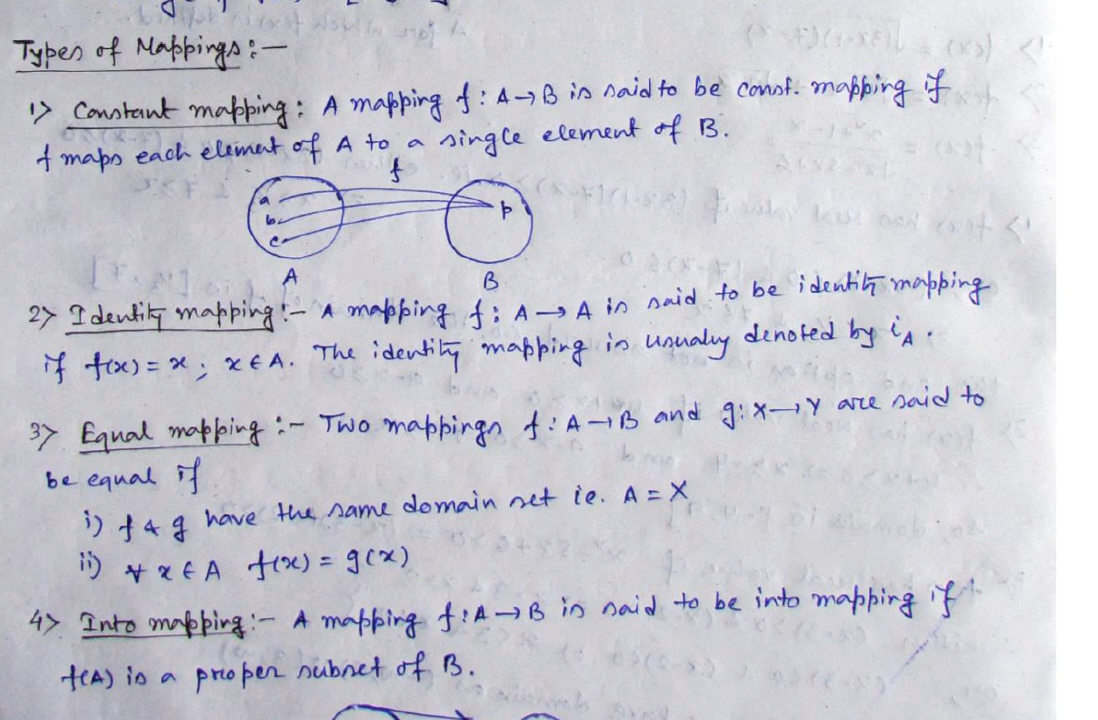 Types of Mappings:—
1> Constant mapping: A mapping f: A→B is said to be const. mapping if
f maps each element of A to a single element of B.
f
a
b
c
p
A
B
2> Identity mapping:- A mapping f: A→A is said to be identity mapping
if f(x) = x; x ∈ A. The identity mapping is usually denoted by i_A.
3> Equal mapping:- Two mappings f: A→B and g: X→Y are said to
be equal if
i) f & g have the same domain set ie. A = X
ii) ∀ x ∈ A f(x) = g(x)
4> Into mapping:- A mapping f: A→B is said to be into mapping if
f(A) is a proper subset of B.